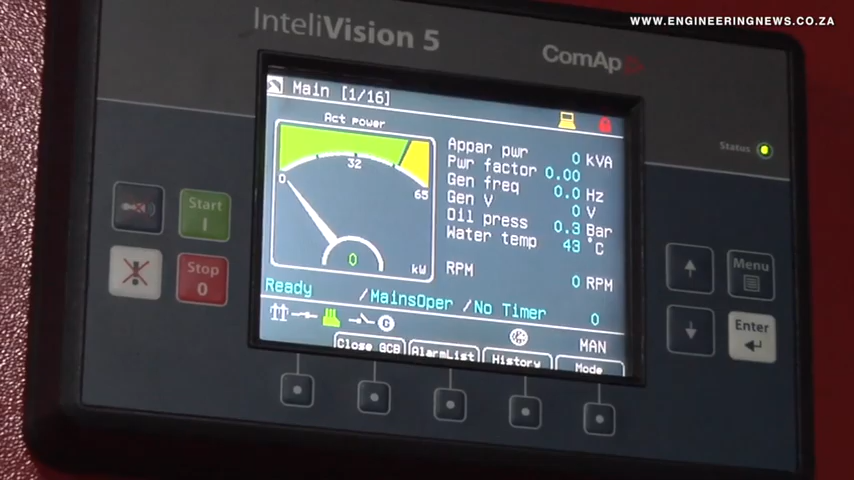 WWW.ENGINEERINGNEWS.CO.ZA
InteliVision 5
ComAp
Main [1/16]
Act power
0
32
65
0
kW
Appar pwr 0 kVA
Pwr factor 0.00
Gen freq 0.0 Hz
Gen V 0 V
Oil press 0.3 Bar
Water temp 43 °C
RPM 0 RPM
Ready /MainsOper /No Timer 0
G
MAN
Close GCB AlarmList History Mode
Status
Start
I
Stop
0
Menu
Enter